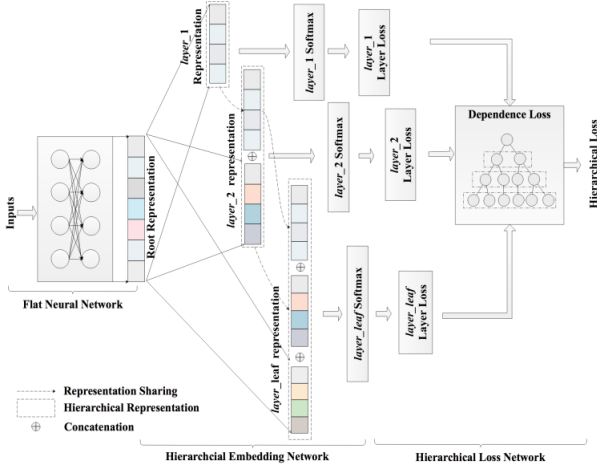 Inputs
Flat Neural Network
Root Representation
layer_1
Representation
layer_2 representation
layer_leaf representation
layer_1 Softmax
layer_1
Layer Loss
layer_2 Softmax
layer_2
Layer Loss
layer_leaf Softmax
layer_leaf
Layer Loss
Dependence Loss
Hierarchical Loss
Representation Sharing
Hierarchical Representation
Concatenation
Hierarchcial Embedding Network
Hierarchical Loss Network